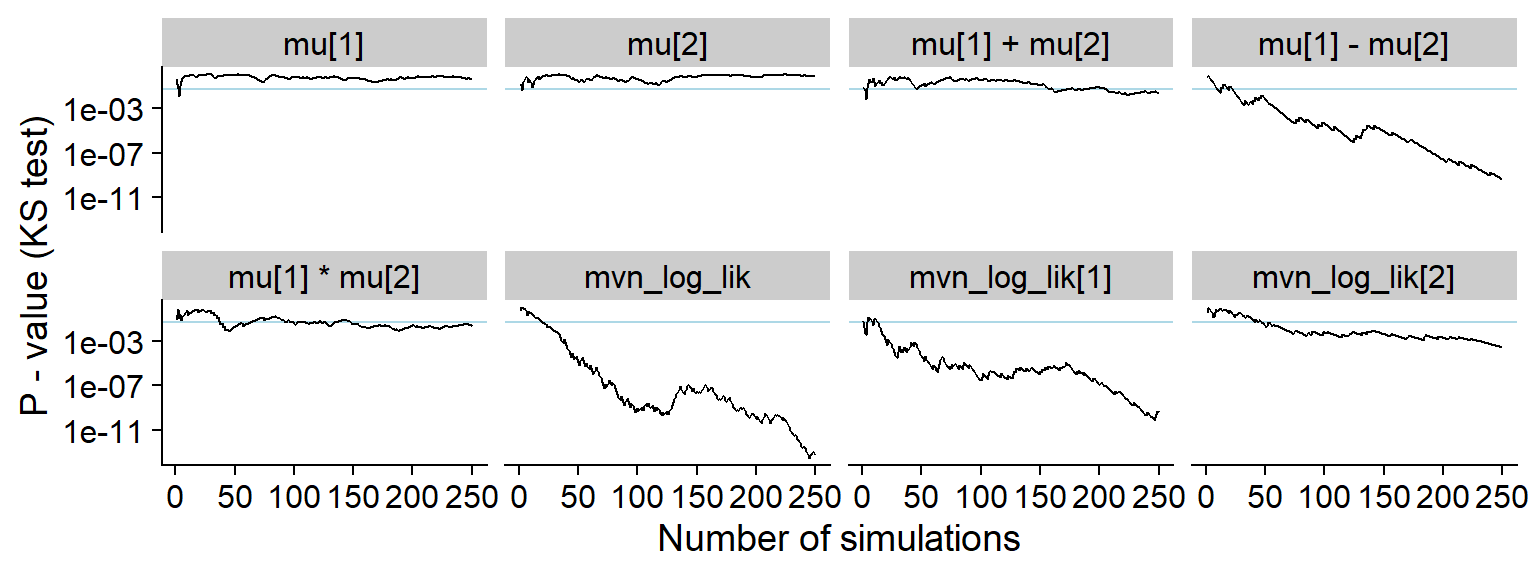 mu[1]
mu[2]
mu[1] + mu[2]
mu[1] - mu[2]
1e-03
1e-07
1e-11
mu[1] * mu[2]
mvn_log_lik
mvn_log_lik[1]
mvn_log_lik[2]
1e-03
1e-07
1e-11
0 50 100 150 200 250
0 50 100 150 200 250
0 50 100 150 200 250
0 50 100 150 200 250
Number of simulations
P - value (KS test)